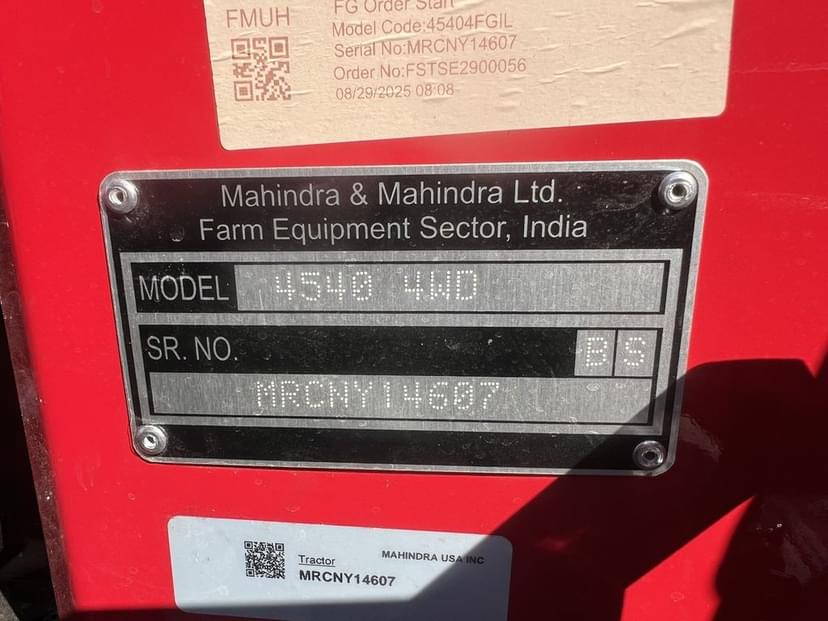 FMUH
FG Order Start
Model Code:45404FGIL
Serial No:MRCNY14607
Order No:FSTSE2900056
08/29/2025 08:08
Mahindra & Mahindra Ltd.
Farm Equipment Sector, India
MODEL 4540 4WD
SR. NO. B S
MRCNY14607
Tractor MAHINDRA USA INC
MRCNY14607